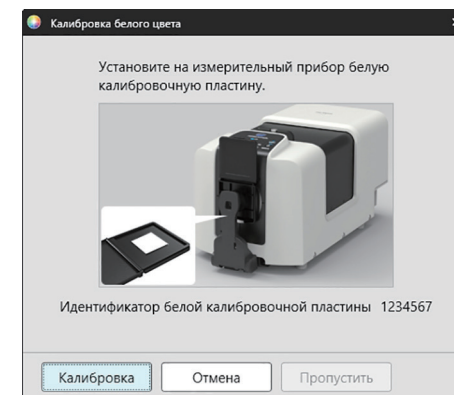 Калибровка белого цвета
Установите на измерительный прибор белую
калибровочную пластину.
Идентификатор белой калибровочной пластины 1234567
Калибровка
Отмена
Пропустить